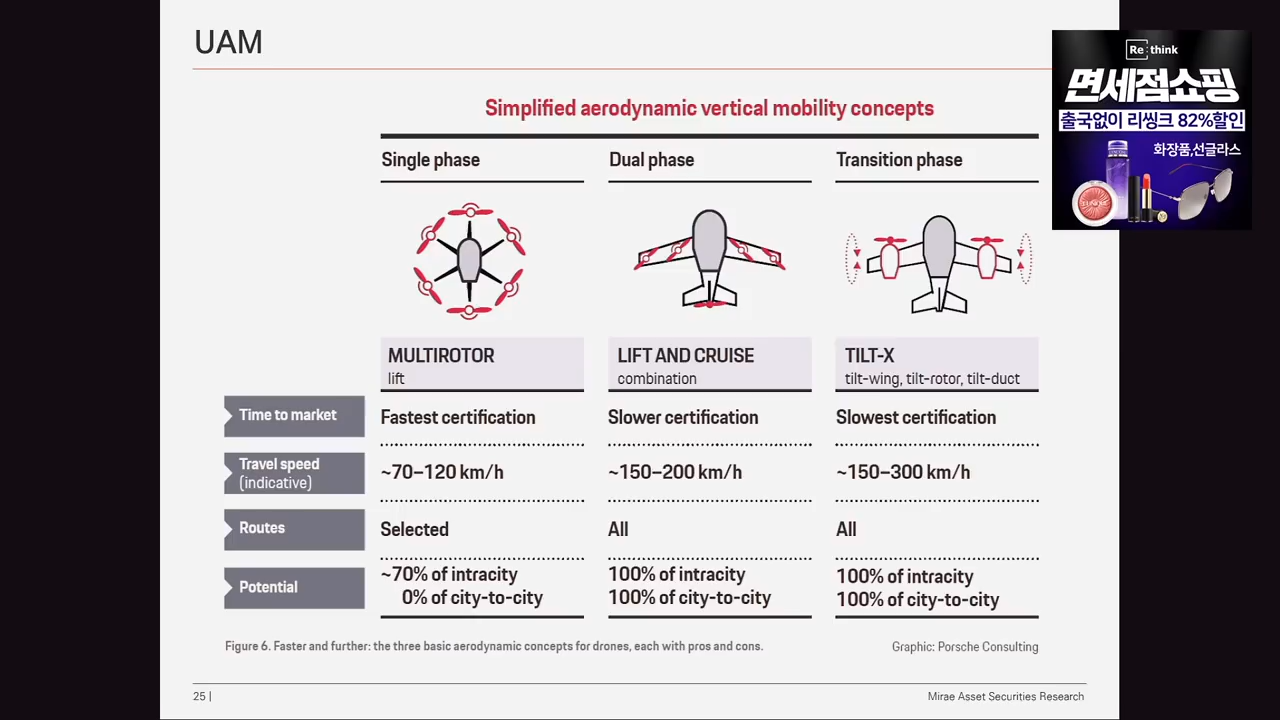 UAM
Re:think
면세점쇼핑
출국없이 리씽크 82%할인
화장품,선글라스
Simplified aerodynamic vertical mobility concepts
Single phase
Dual phase
Transition phase
MULTIROTOR
lift
LIFT AND CRUISE
combination
TILT-X
tilt-wing, tilt-rotor, tilt-duct
Time to market
Fastest certification
Slower certification
Slowest certification
Travel speed
(indicative)
~70–120 km/h
~150–200 km/h
~150–300 km/h
Routes
Selected
All
All
Potential
~70% of intracity
0% of city-to-city
100% of intracity
100% of city-to-city
100% of intracity
100% of city-to-city
Figure 6. Faster and further: the three basic aerodynamic concepts for drones, each with pros and cons.
Graphic: Porsche Consulting
25 |
Mirae Asset Securities Research